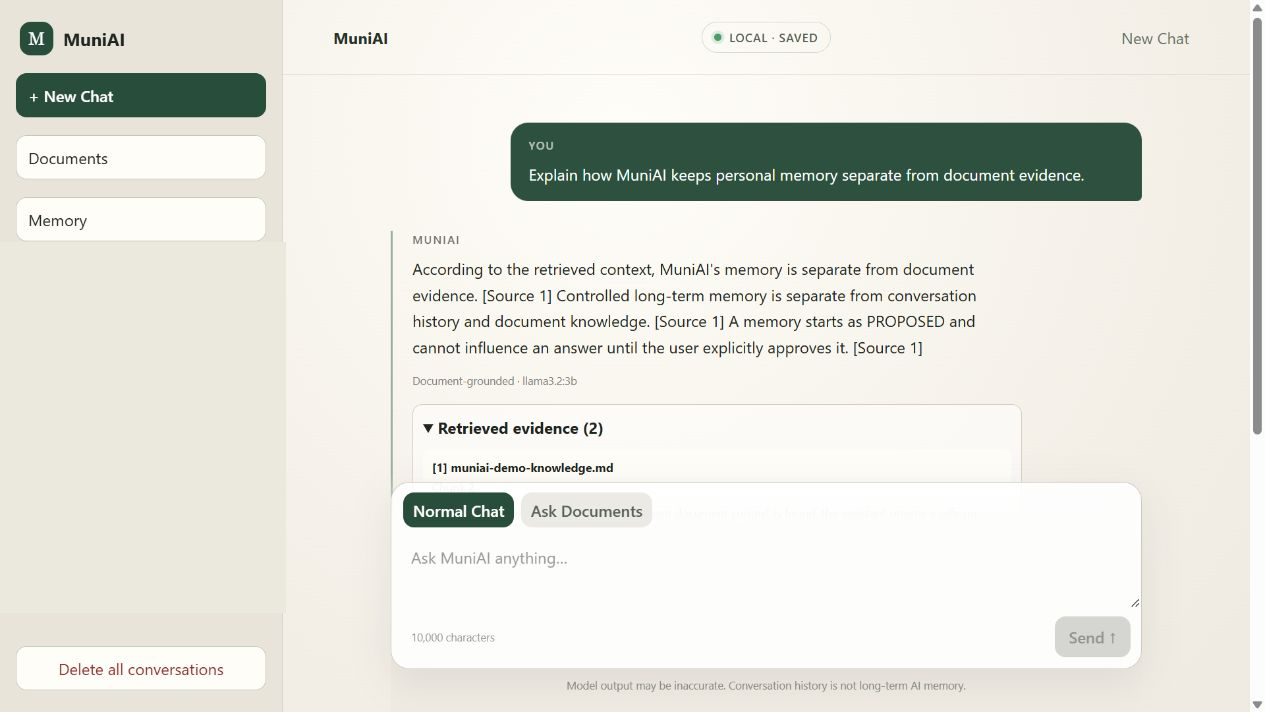 M MuniAI
+ New Chat
Documents
Memory
Delete all conversations
MuniAI
LOCAL · SAVED
New Chat
YOU
Explain how MuniAI keeps personal memory separate from document evidence.
MUNIAI
According to the retrieved context, MuniAI's memory is separate from document
evidence. [Source 1] Controlled long-term memory is separate from conversation
history and document knowledge. [Source 1] A memory starts as PROPOSED and
cannot influence an answer until the user explicitly approves it. [Source 1]
Document-grounded · llama3.2:3b
▼ Retrieved evidence (2)
[1] muniai-demo-knowledge.md
Normal Chat
Ask Documents
Ask MuniAI anything...
10,000 characters
Send ↑
Model output may be inaccurate. Conversation history is not long-term AI memory.